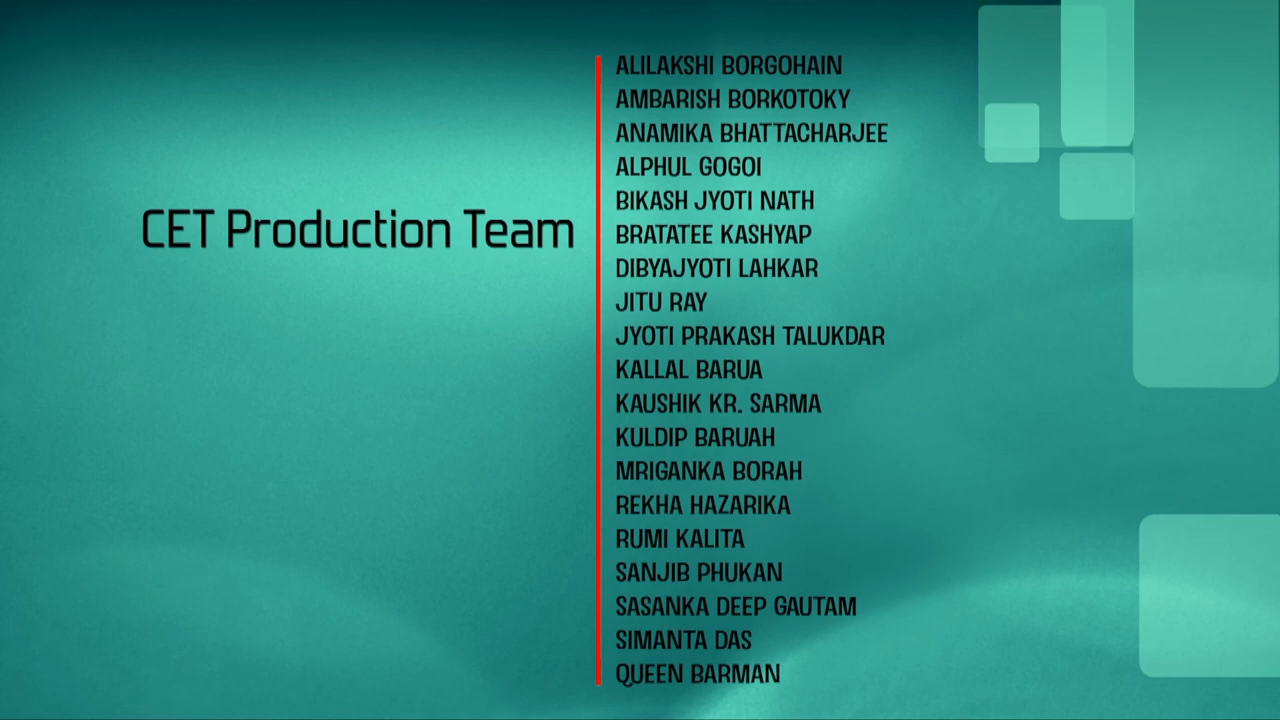 CET Production Team
ALILAKSHI BORGOHAIN
AMBARISH BORKOTOKY
ANAMIKA BHATTACHARJEE
ALPHUL GOGOI
BIKASH JYOTI NATH
BRATATEE KASHYAP
DIBYAJYOTI LAHKAR
JITU RAY
JYOTI PRAKASH TALUKDAR
KALLAL BARUA
KAUSHIK KR. SARMA
KULDIP BARUAH
MRIGANKA BORAH
REKHA HAZARIKA
RUMI KALITA
SANJIB PHUKAN
SASANKA DEEP GAUTAM
SIMANTA DAS
QUEEN BARMAN